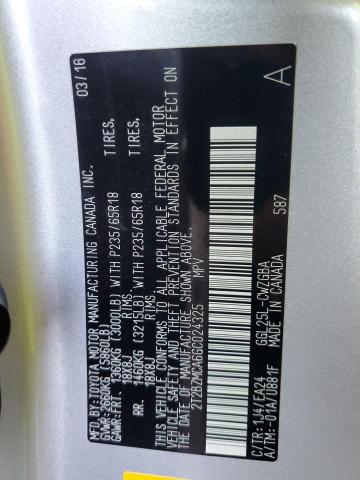 MFD.BY:TOYOTA MOTOR MANUFACTURING CANADA INC. 03/16
GVWR:2660KG (5860LB)
GAWR:FRT. 1360KG (3000LB) WITH P235/65R18 TIRES,
18X8J RIMS
RR. 1460KG (3215LB) WITH P235/65R18 TIRES,
18X8J RIMS
THIS VEHICLE CONFORMS TO ALL APPLICABLE FEDERAL MOTOR
VEHICLE SAFETY AND THEFT PREVENTION STANDARDS IN EFFECT ON
THE DATE OF MANUFACTURE SHOWN ABOVE.
2T2BZMCA6GC024325 MPV
A
C/TR:1J4/EA24 GGL25L-CWZGBA
A/TM:-01A/U881F MADE IN CANADA 587